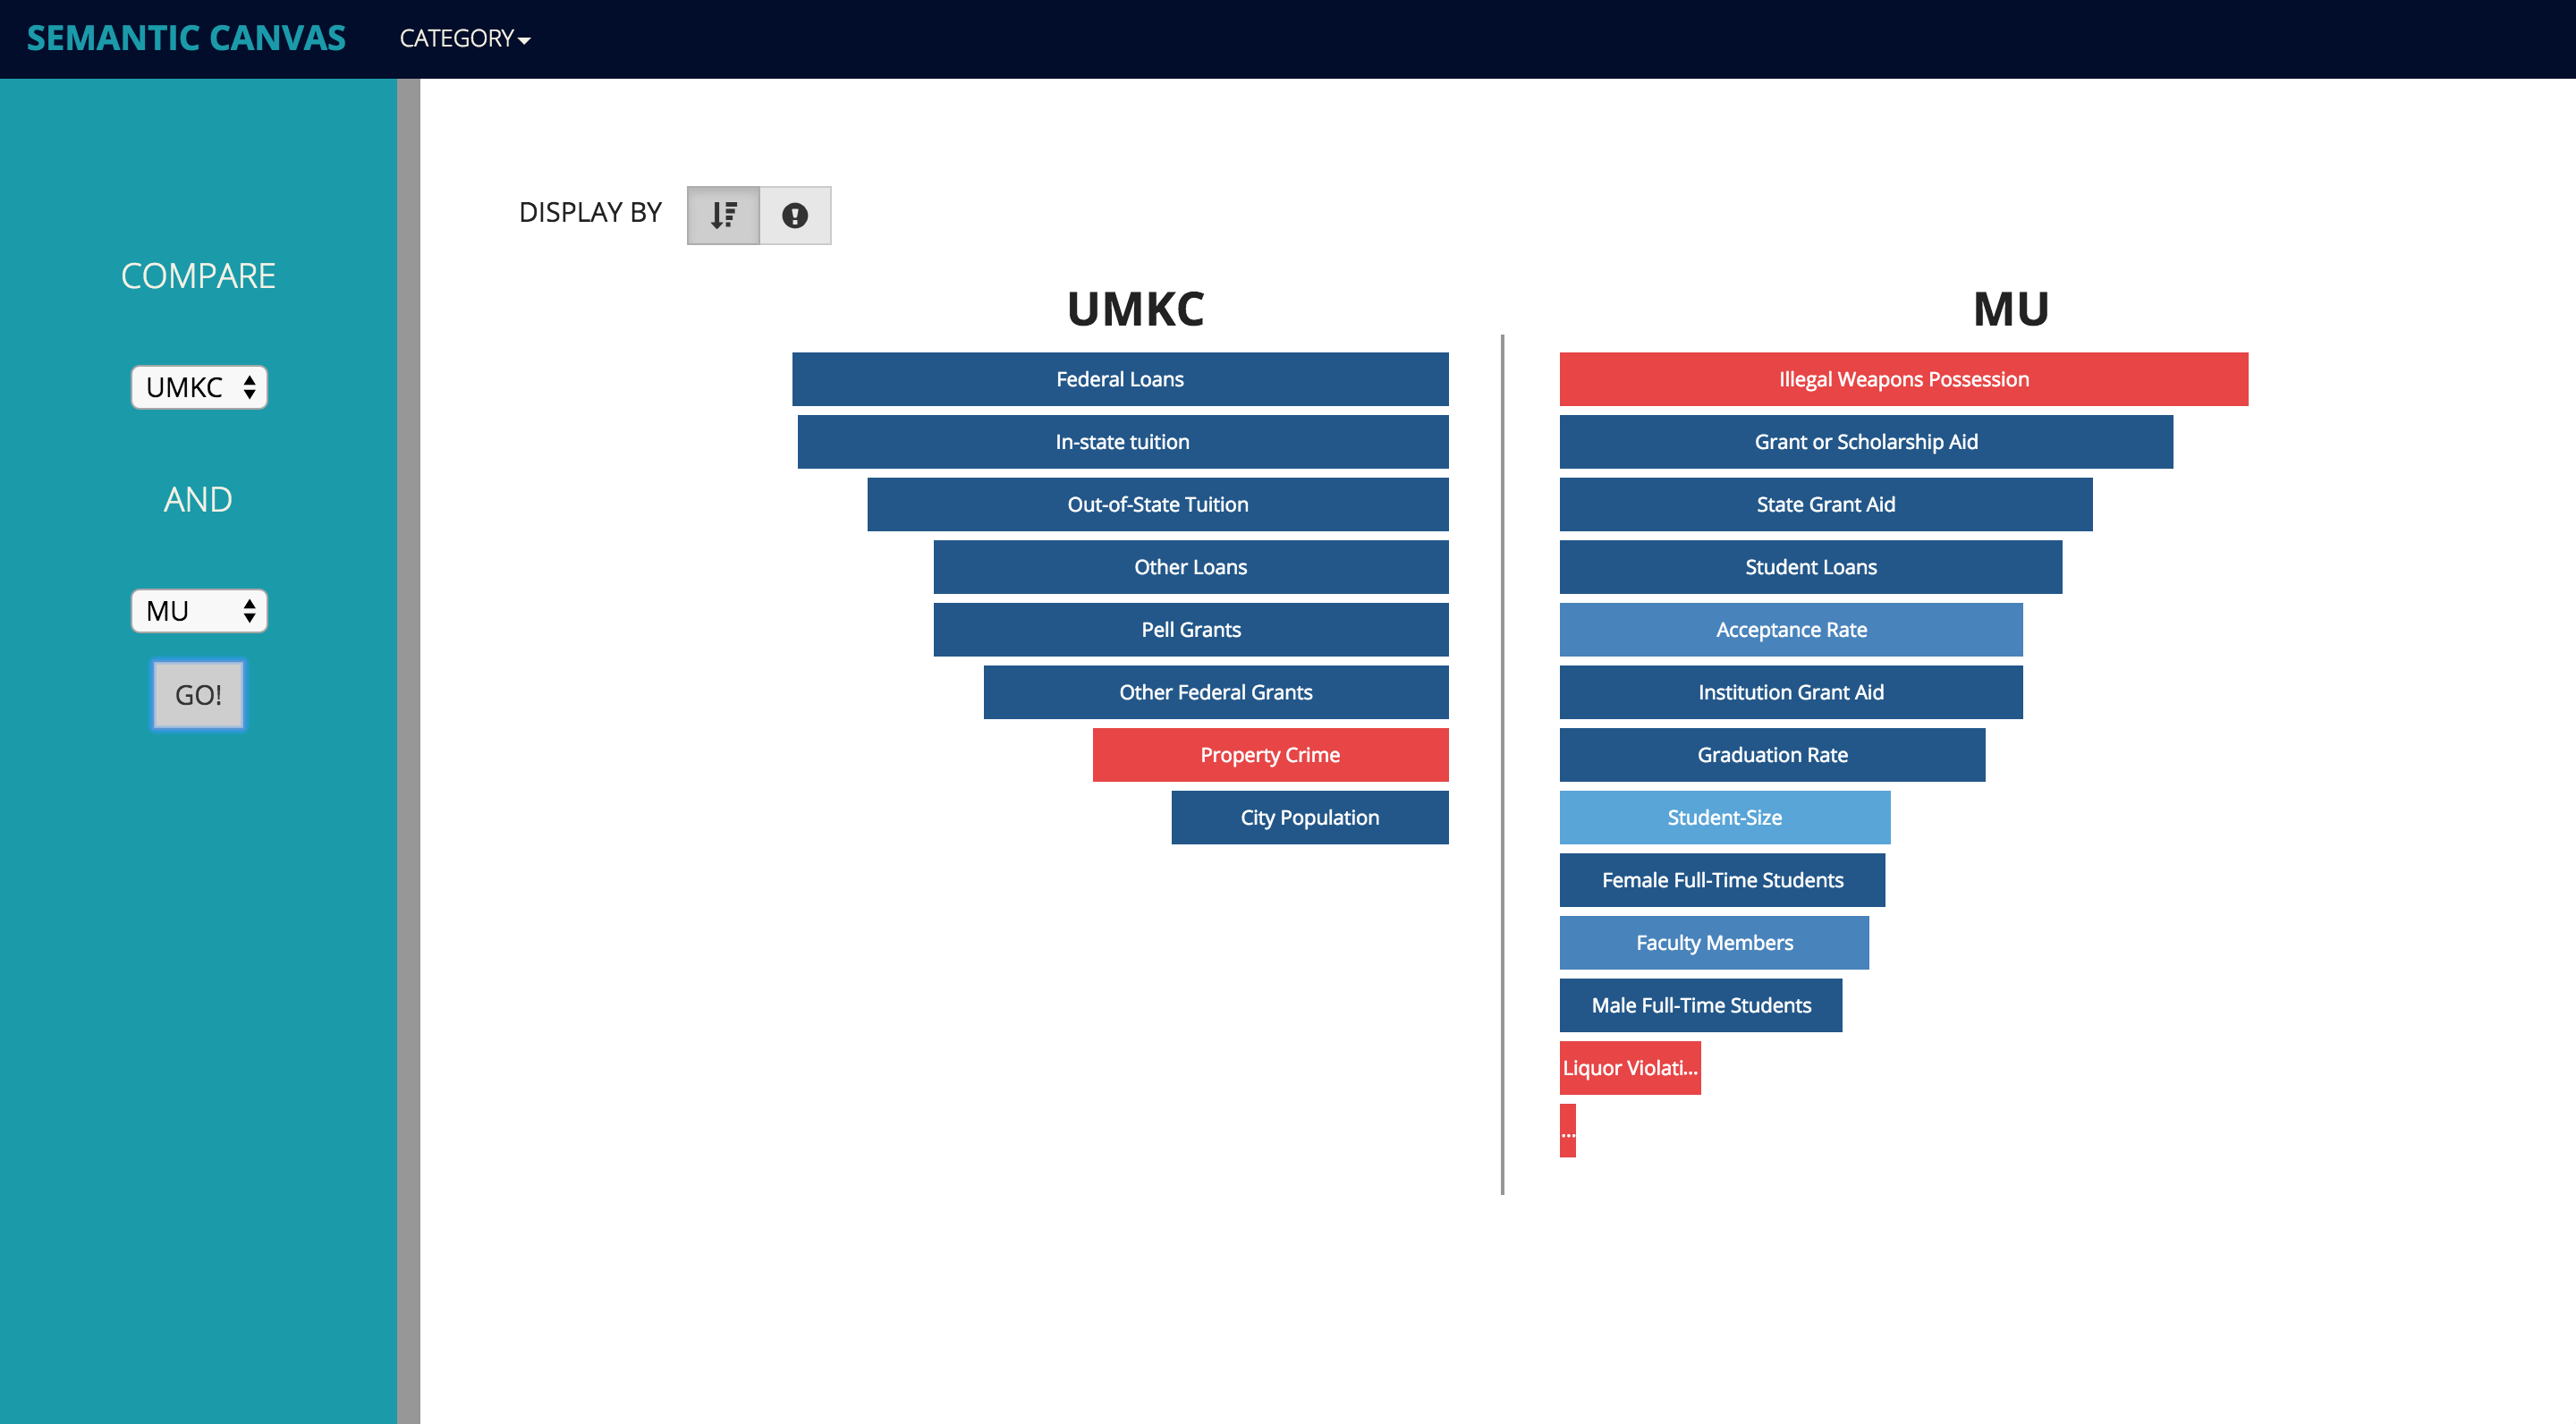 SEMANTIC CANVAS CATEGORY
COMPARE
UMKC
AND
MU
GO!
DISPLAY BY
UMKC
Federal Loans
In-state tuition
Out-of-State Tuition
Other Loans
Pell Grants
Other Federal Grants
Property Crime
City Population
MU
Illegal Weapons Possession
Grant or Scholarship Aid
State Grant Aid
Student Loans
Acceptance Rate
Institution Grant Aid
Graduation Rate
Student-Size
Female Full-Time Students
Faculty Members
Male Full-Time Students
Liquor Violati...
...